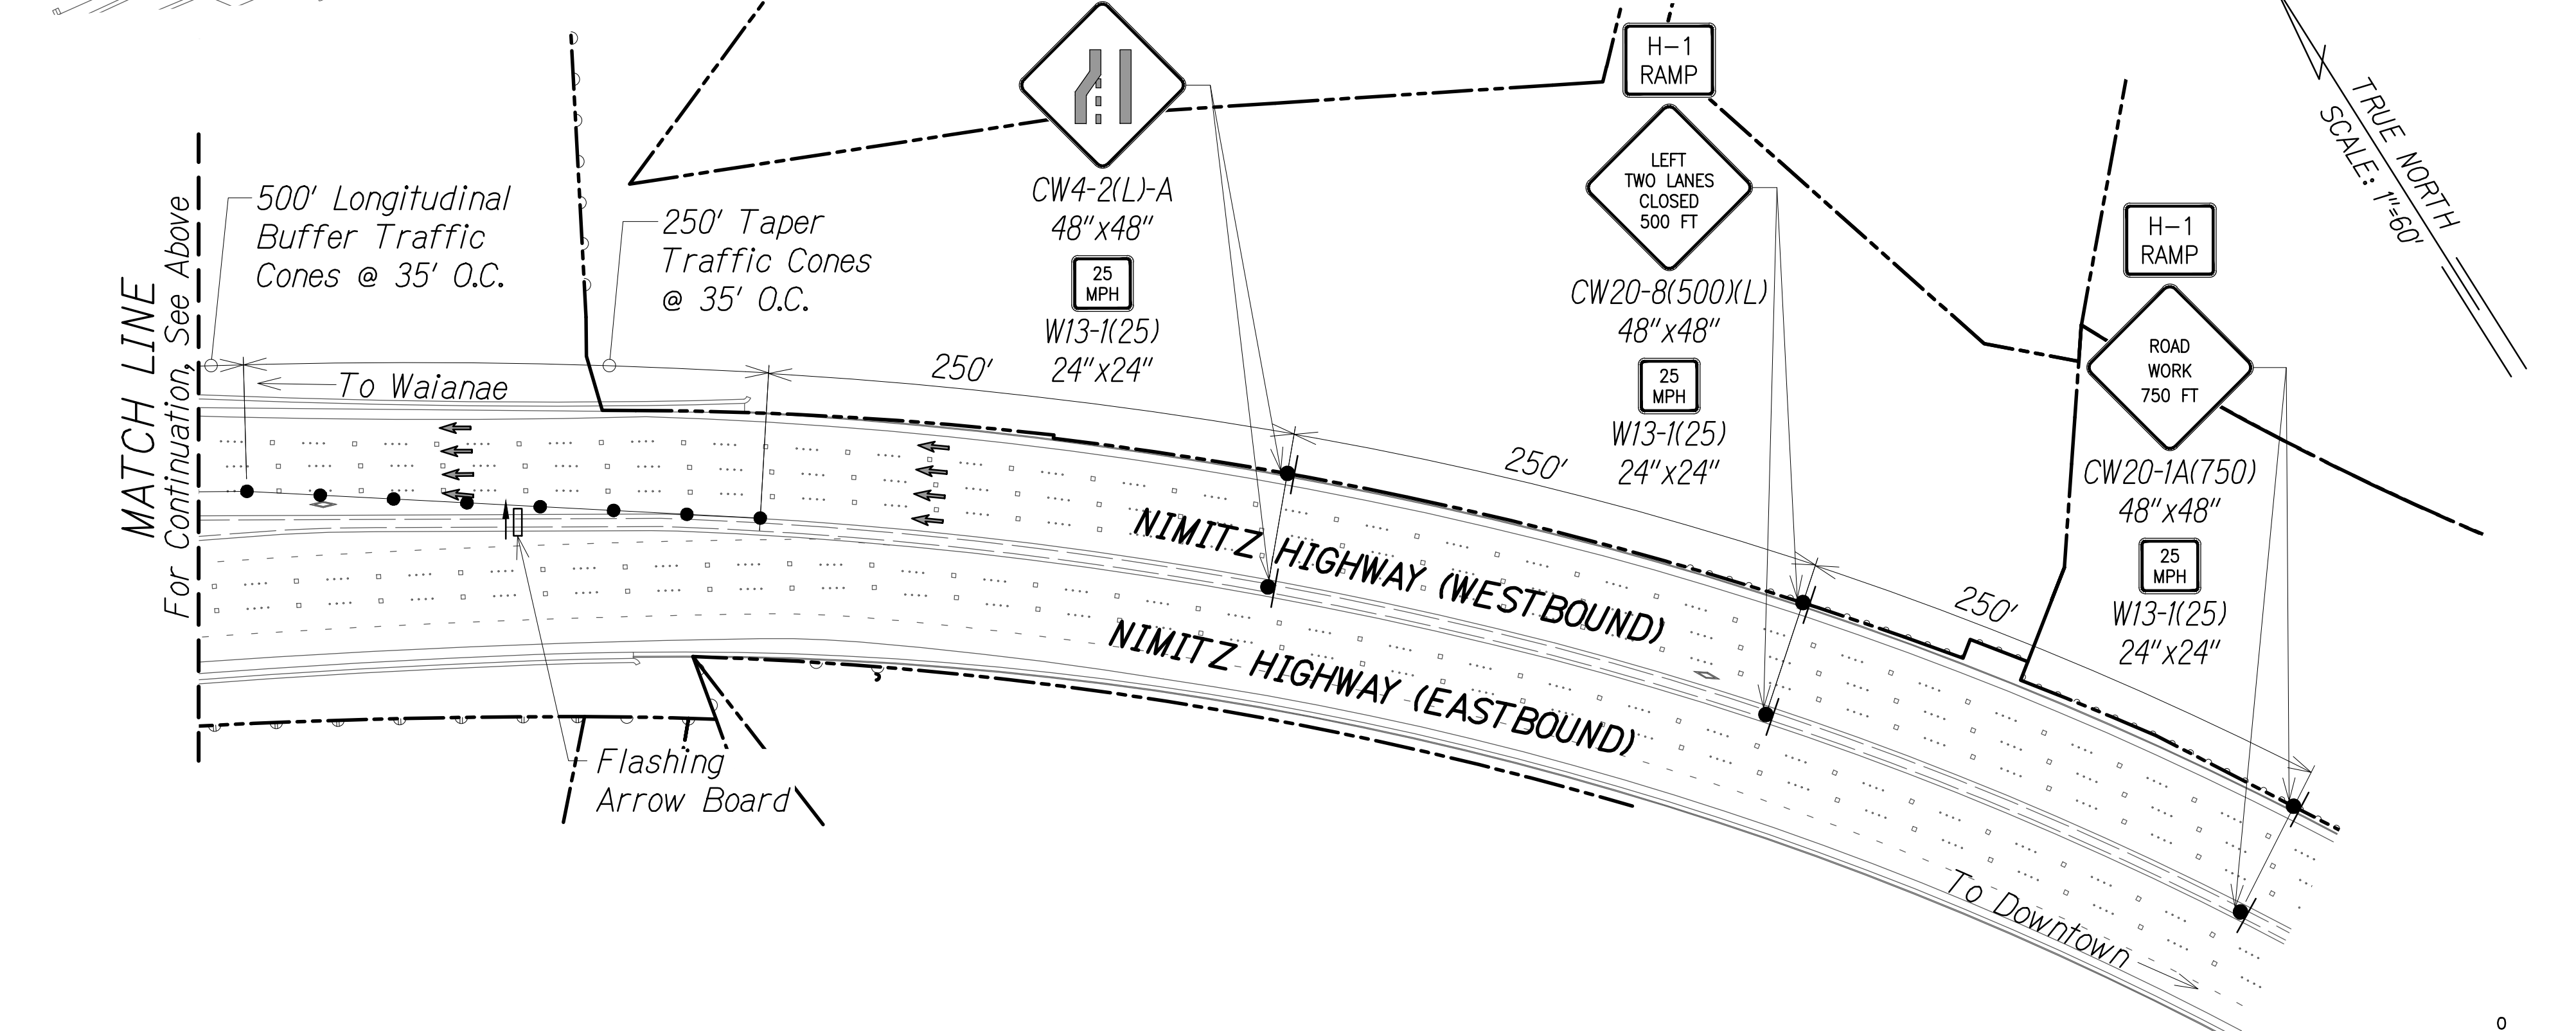 MATCH LINE
For Continuation, See Above
500' Longitudinal
Buffer Traffic
Cones @ 35' O.C.
To Waianae
250' Taper
Traffic Cones
@ 35' O.C.
250'
CW4-2(L)-A
48"x48"
25
MPH
W13-1(25)
24"x24"
250'
H-1
RAMP
LEFT
TWO LANES
CLOSED
500 FT
CW20-8(500)(L)
48"x48"
25
MPH
W13-1(25)
24"x24"
250'
H-1
RAMP
ROAD
WORK
750 FT
CW20-1A(750)
48"x48"
25
MPH
W13-1(25)
24"x24"
TRUE NORTH
SCALE: 1"=60'
NIMITZ HIGHWAY (WESTBOUND)
NIMITZ HIGHWAY (EASTBOUND)
Flashing
Arrow Board
To Downtown
0